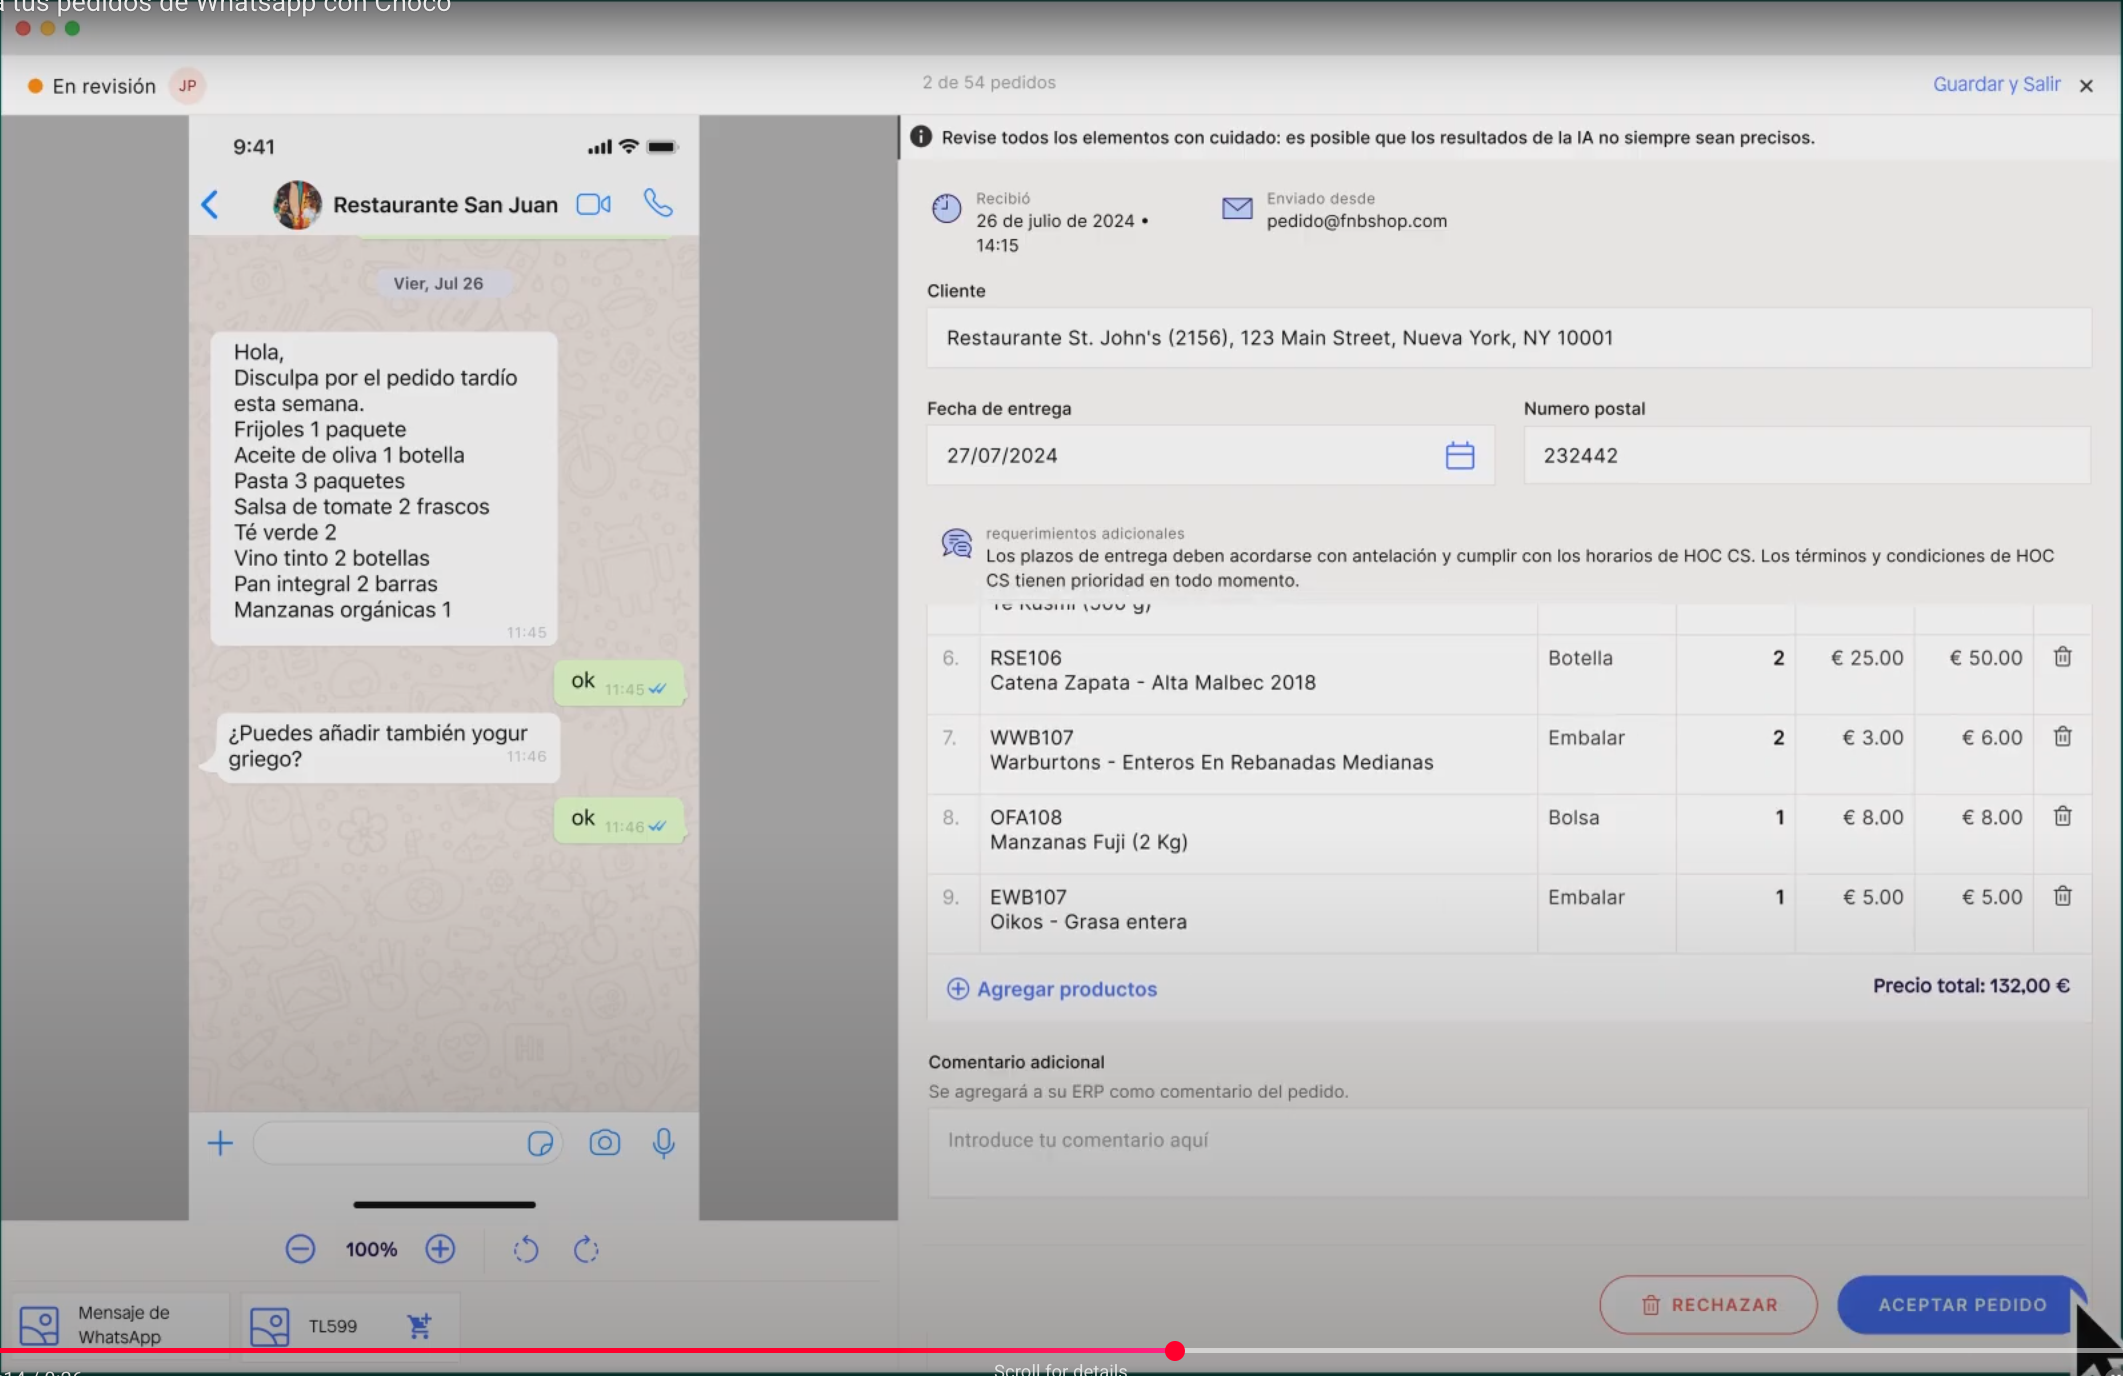 a tus pedidos de Whatsapp con Choco
En revisión
JP
2 de 54 pedidos
Guardar y Salir
9:41
Restaurante San Juan
Vier, Jul 26
Hola,
Disculpa por el pedido tardío
esta semana.
Frijoles 1 paquete
Aceite de oliva 1 botella
Pasta 3 paquetes
Salsa de tomate 2 frascos
Té verde 2
Vino tinto 2 botellas
Pan integral 2 barras
Manzanas orgánicas 1
11:45
ok 11:45
¿Puedes añadir también yogur
griego? 11:46
ok 11:46
100%
Mensaje de
WhatsApp
TL599
Revise todos los elementos con cuidado: es posible que los resultados de la IA no siempre sean precisos.
Recibió
26 de julio de 2024 •
14:15
Enviado desde
pedido@fnbshop.com
Cliente
Restaurante St. John's (2156), 123 Main Street, Nueva York, NY 10001
Fecha de entrega
27/07/2024
Numero postal
232442
requerimientos adicionales
Los plazos de entrega deben acordarse con antelación y cumplir con los horarios de HOC CS. Los términos y condiciones de HOC
CS tienen prioridad en todo momento.
Té Kusmi (500 g)
6. RSE106 Botella 2 € 25.00 € 50.00
Catena Zapata - Alta Malbec 2018
7. WWB107 Embalar 2 € 3.00 € 6.00
Warburtons - Enteros En Rebanadas Medianas
8. OFA108 Bolsa 1 € 8.00 € 8.00
Manzanas Fuji (2 Kg)
9. EWB107 Embalar 1 € 5.00 € 5.00
Oikos - Grasa entera
Agregar productos
Precio total: 132,00 €
Comentario adicional
Se agregará a su ERP como comentario del pedido.
Introduce tu comentario aquí
RECHAZAR
ACEPTAR PEDIDO
Scroll for details